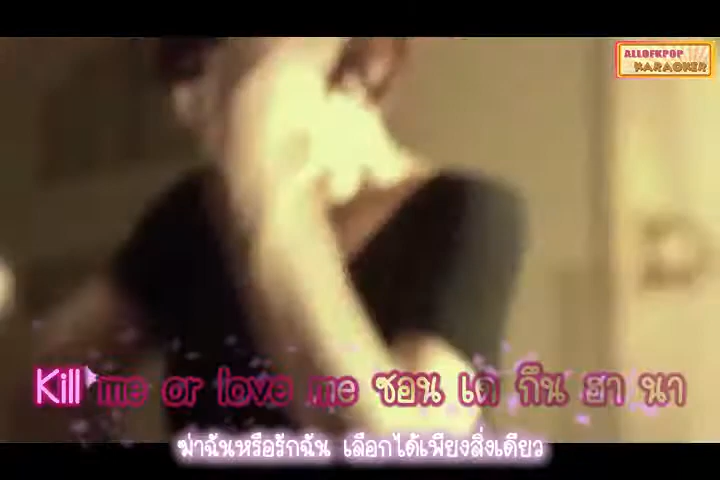 ALLOFKPOP
KARAOKER
Kill me or love me ซอน เด กึน ฮา นา
ฆ่าฉันหรือรักฉัน เลือกได้เพียงสิ่งเดียว